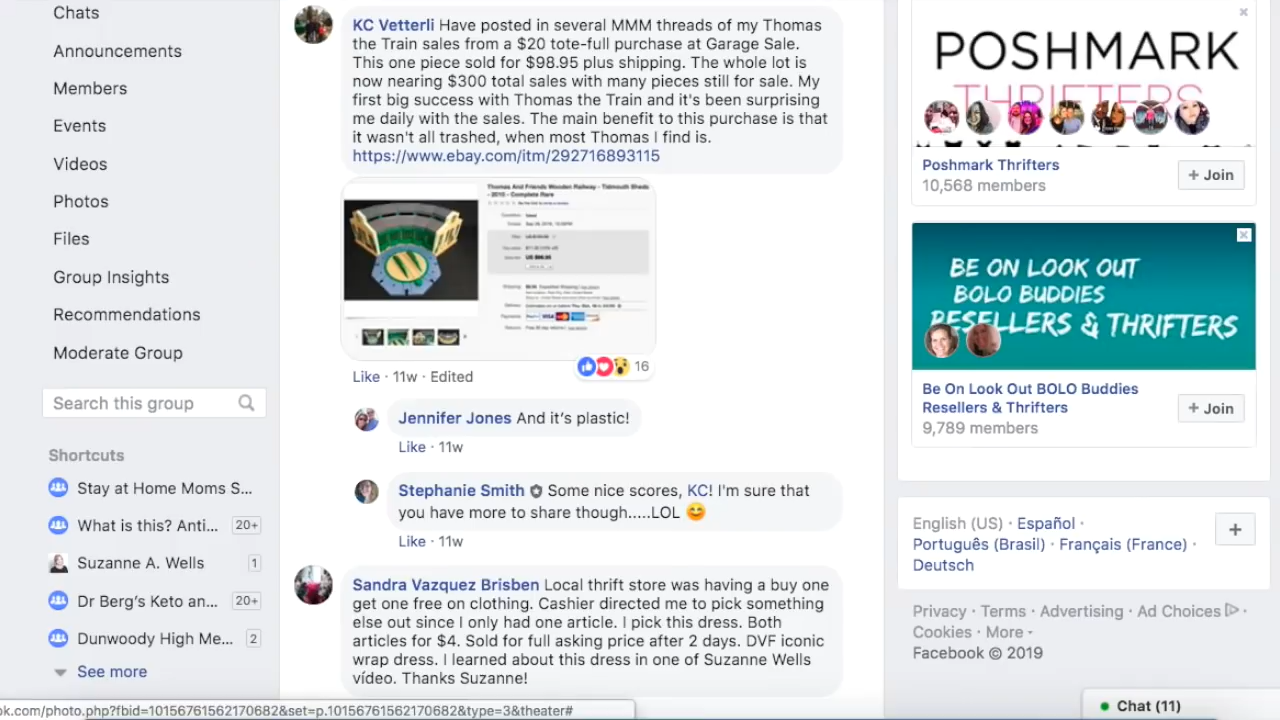 Chats
Announcements
Members
Events
Videos
Photos
Files
Group Insights
Recommendations
Moderate Group
Search this group
Shortcuts
Stay at Home Moms S...
What is this? Anti... 20+
Suzanne A. Wells 1
Dr Berg's Keto an... 20+
Dunwoody High Me... 2
See more
KC Vetterli Have posted in several MMM threads of my Thomas
the Train sales from a $20 tote-full purchase at Garage Sale.
This one piece sold for $98.95 plus shipping. The whole lot is
now nearing $300 total sales with many pieces still for sale. My
first big success with Thomas the Train and it's been surprising
me daily with the sales. The main benefit to this purchase is that
it wasn't all trashed, when most Thomas I find is.
https://www.ebay.com/itm/292716893115
Thomas And Friends Wooden Railway - Tidmouth Sheds
- 2010 - Complete Rare
16
Like · 11w · Edited
Jennifer Jones And it's plastic!
Like · 11w
Stephanie Smith Some nice scores, KC! I'm sure that
you have more to share though.....LOL 😊
Like · 11w
Sandra Vazquez Brisben Local thrift store was having a buy one
get one free on clothing. Cashier directed me to pick something
else out since I only had one article. I pick this dress. Both
articles for $4. Sold for full asking price after 2 days. DVF iconic
wrap dress. I learned about this dress in one of Suzanne Wells
vídeo. Thanks Suzanne!
POSHMARK
THRIFTERS
Poshmark Thrifters
10,568 members
+ Join
BE ON LOOK OUT
BOLO BUDDIES
RESELLERS & THRIFTERS
Be On Look Out BOLO Buddies
Resellers & Thrifters
9,789 members
+ Join
English (US) · Español ·
Português (Brasil) · Français (France) ·
Deutsch
Privacy · Terms · Advertising · Ad Choices ·
Cookies · More
Facebook © 2019
Chat (11)
ok.com/photo.php?fbid=10156761562170682&set=p.10156761562170682&type=3&theater#